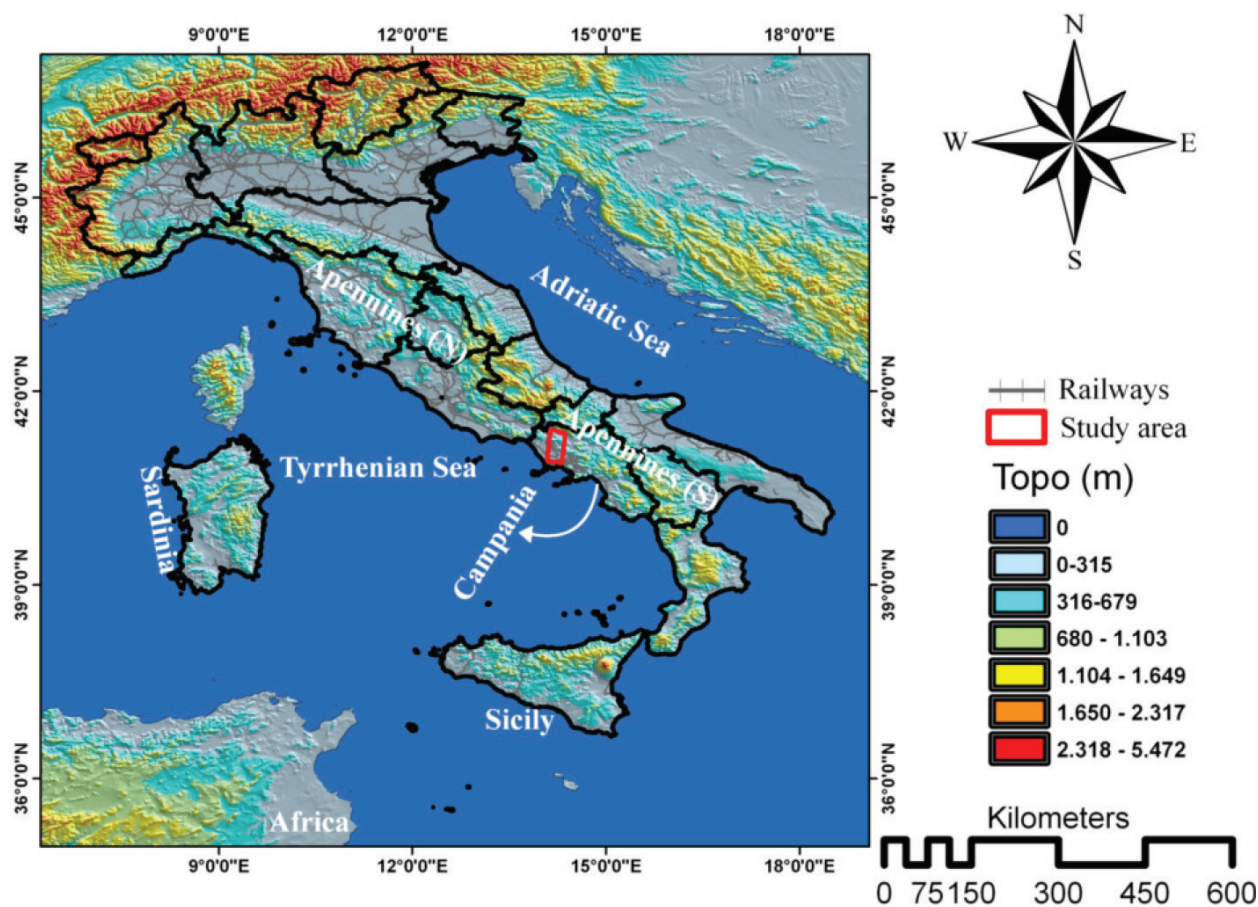 9°0'0"E 12°0'0"E 15°0'0"E 18°0'0"E
45°0'0"N 45°0'0"N
42°0'0"N 42°0'0"N
39°0'0"N 39°0'0"N
36°0'0"N 36°0'0"N
Apennines (N)
Adriatic Sea
Apennines (S)
Tyrrhenian Sea
Sardinia
Campania
Sicily
Africa
9°0'0"E 12°0'0"E 15°0'0"E 18°0'0"E
N
W E
S
Railways
Study area
Topo (m)
0
0-315
316-679
680 - 1.103
1.104 - 1.649
1.650 - 2.317
2.318 - 5.472
Kilometers
0 75 150 300 450 600